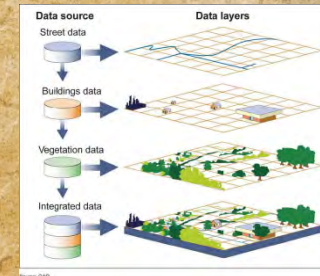 Data source
Data layers
Street data
Buildings data
Vegetation data
Integrated data